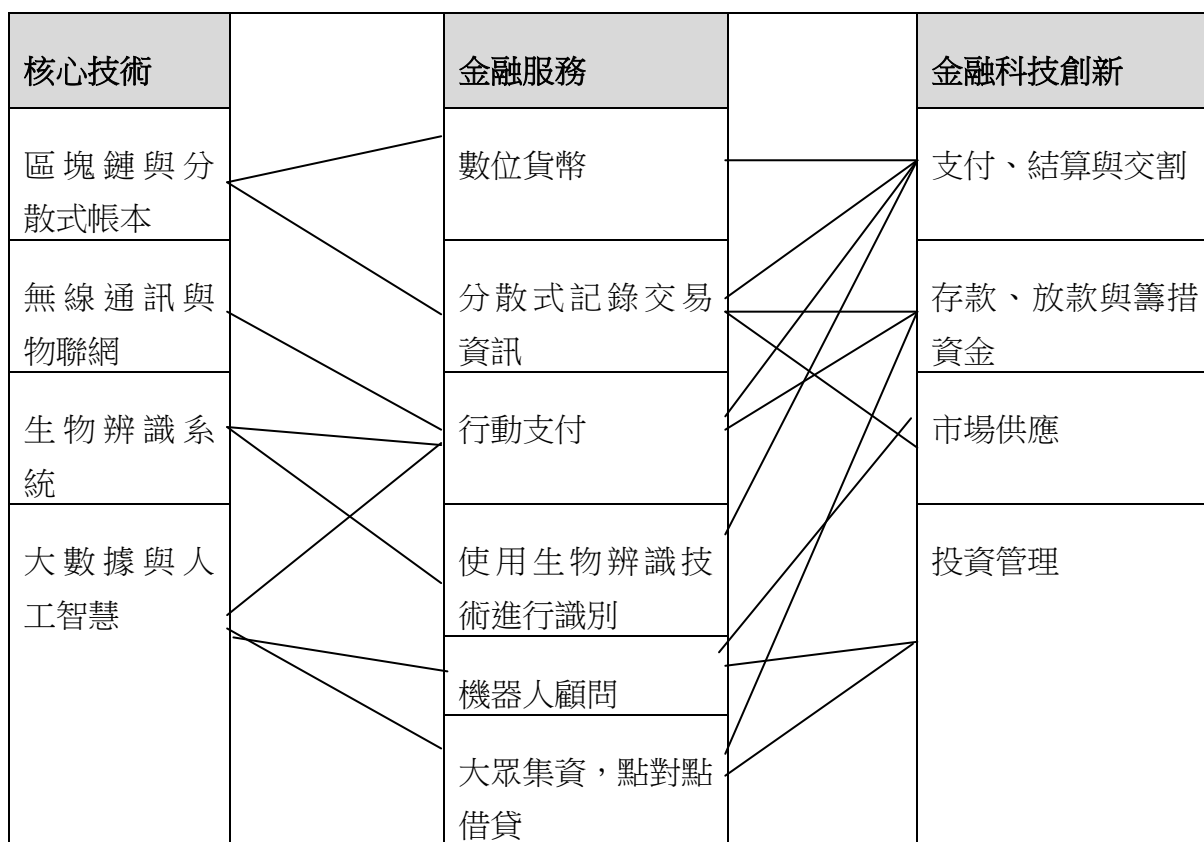 核心技術
金融服務
金融科技創新
區塊鏈與分
散式帳本
數位貨幣
支付、結算與交割
無線通訊與
物聯網
分散式記錄交易
資訊
存款、放款與籌措
資金
生物辨識系
統
行動支付
市場供應
大數據與人
工智慧
使用生物辨識技
術進行識別
投資管理
機器人顧問
大眾集資，點對點
借貸